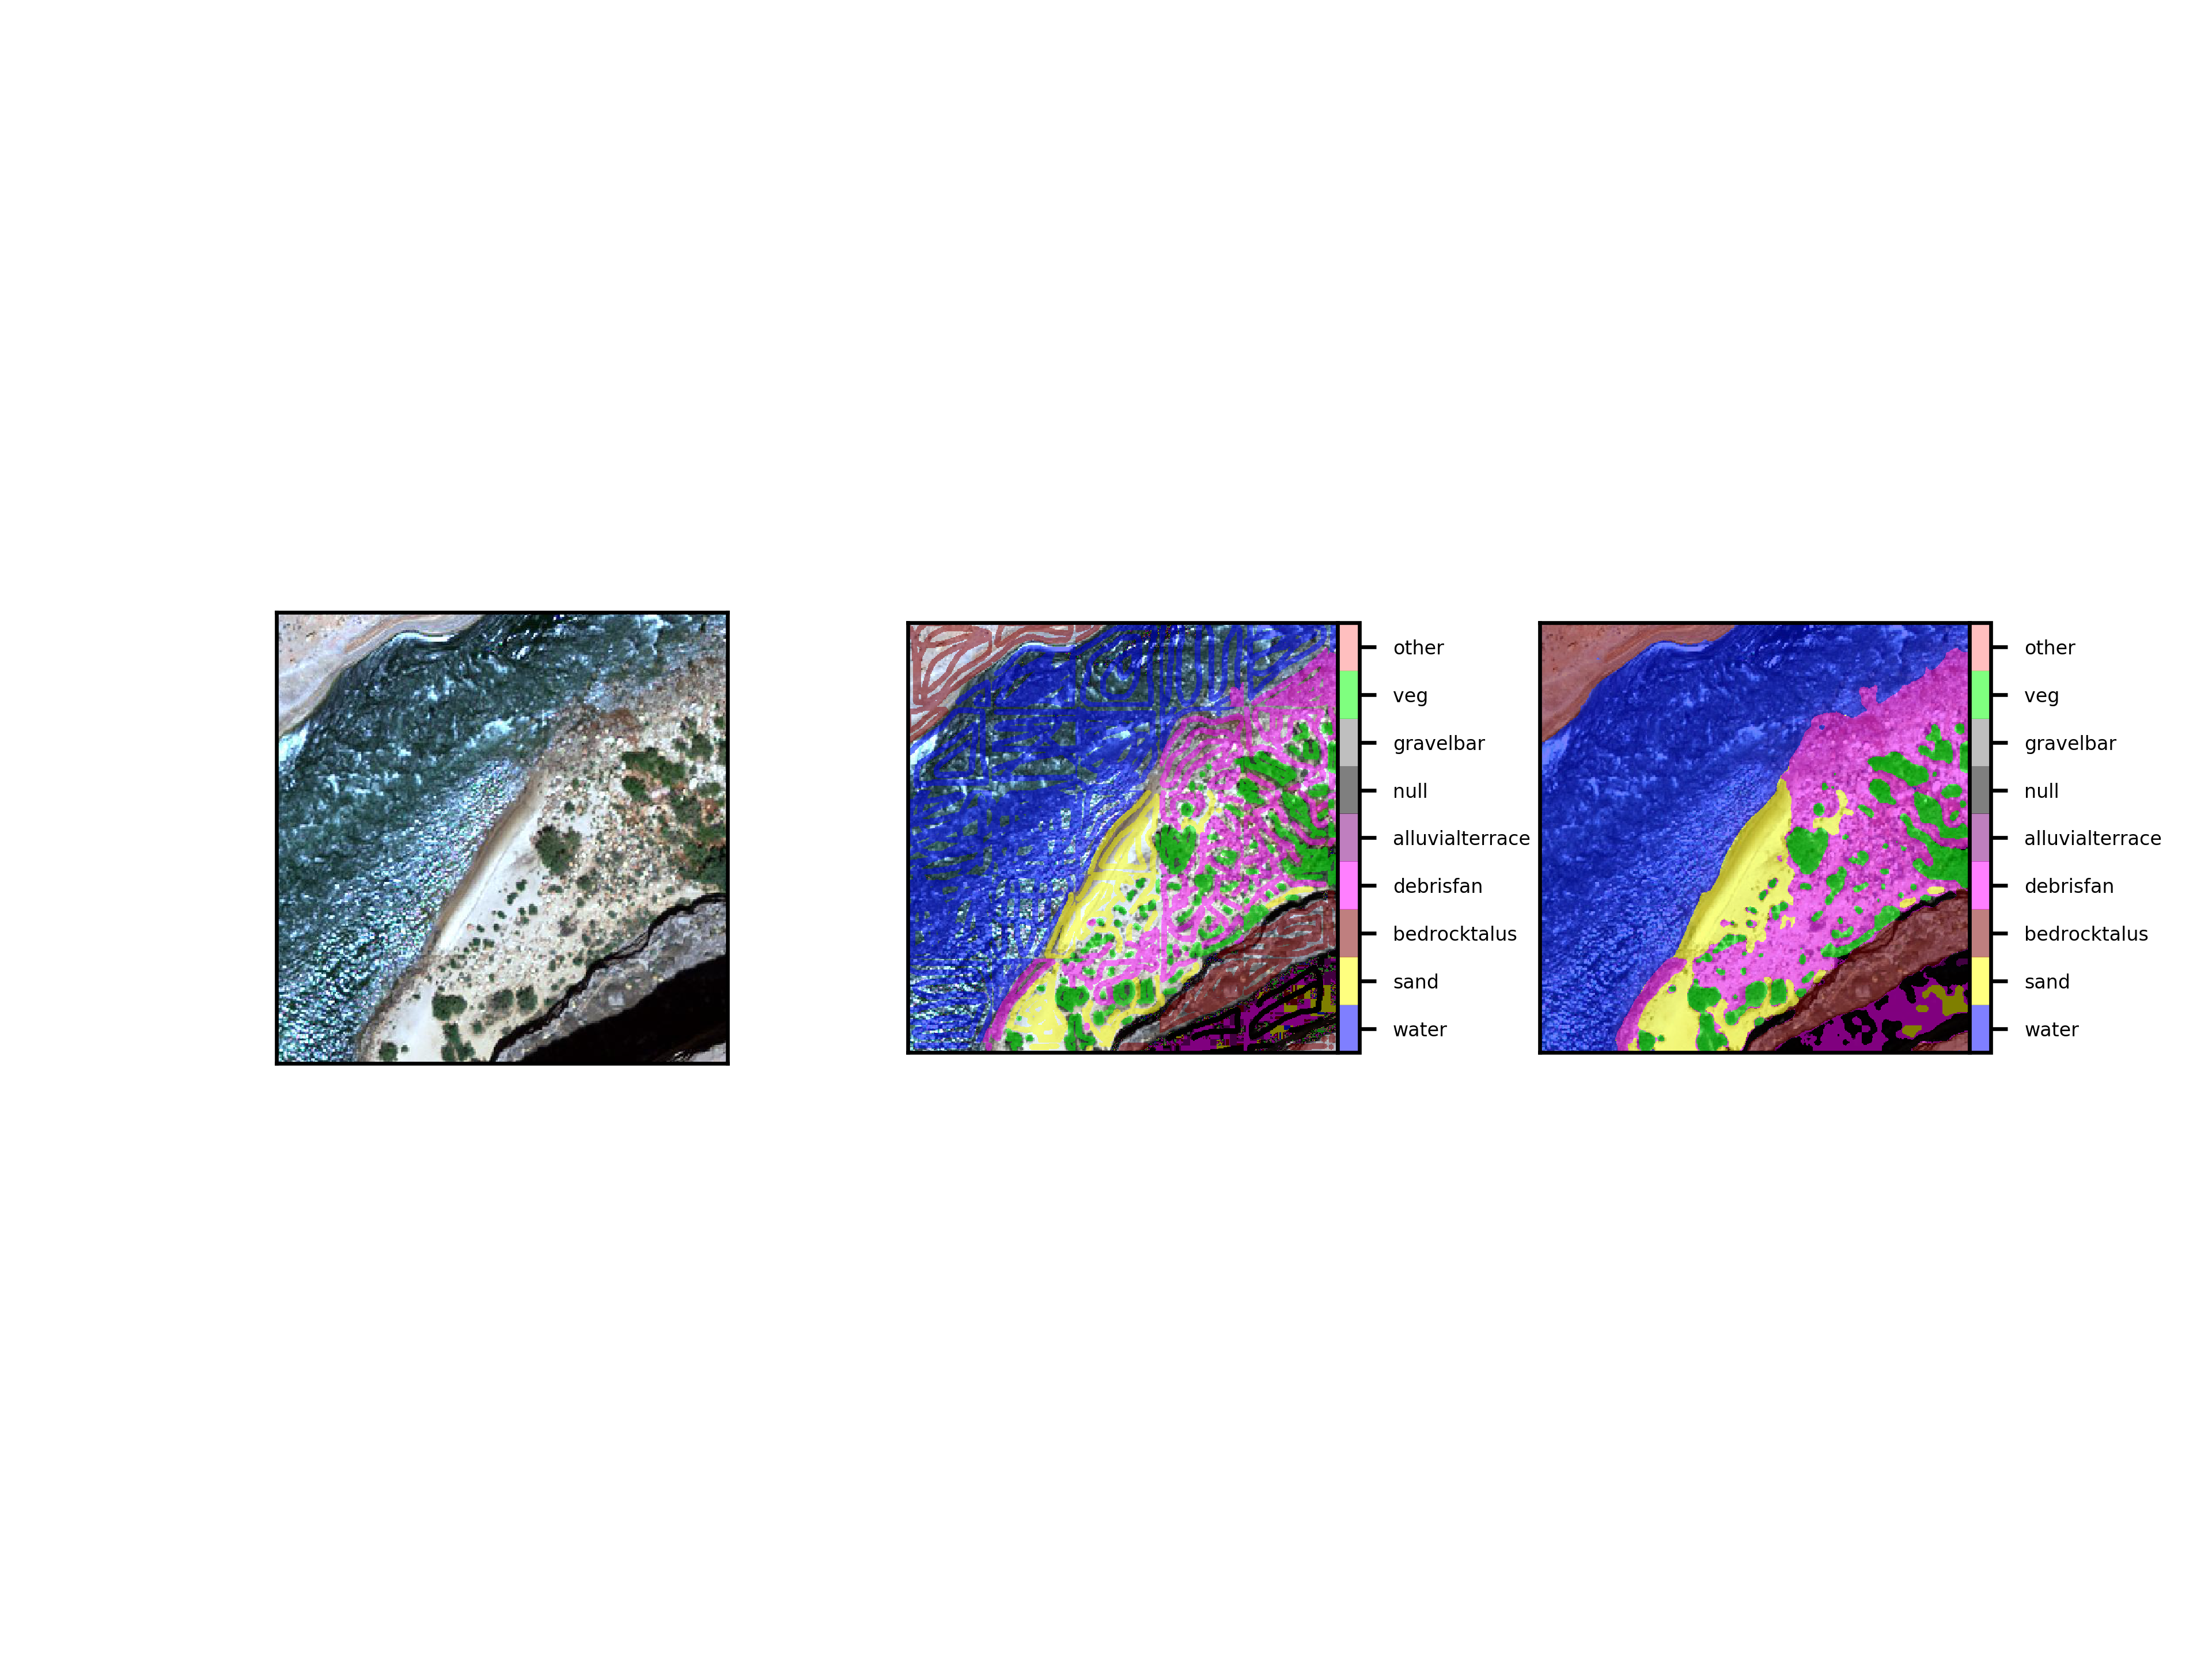 other
veg
gravelbar
null
alluvialterrace
debrisfan
bedrocktalus
sand
water
other
veg
gravelbar
null
alluvialterrace
debrisfan
bedrocktalus
sand
water